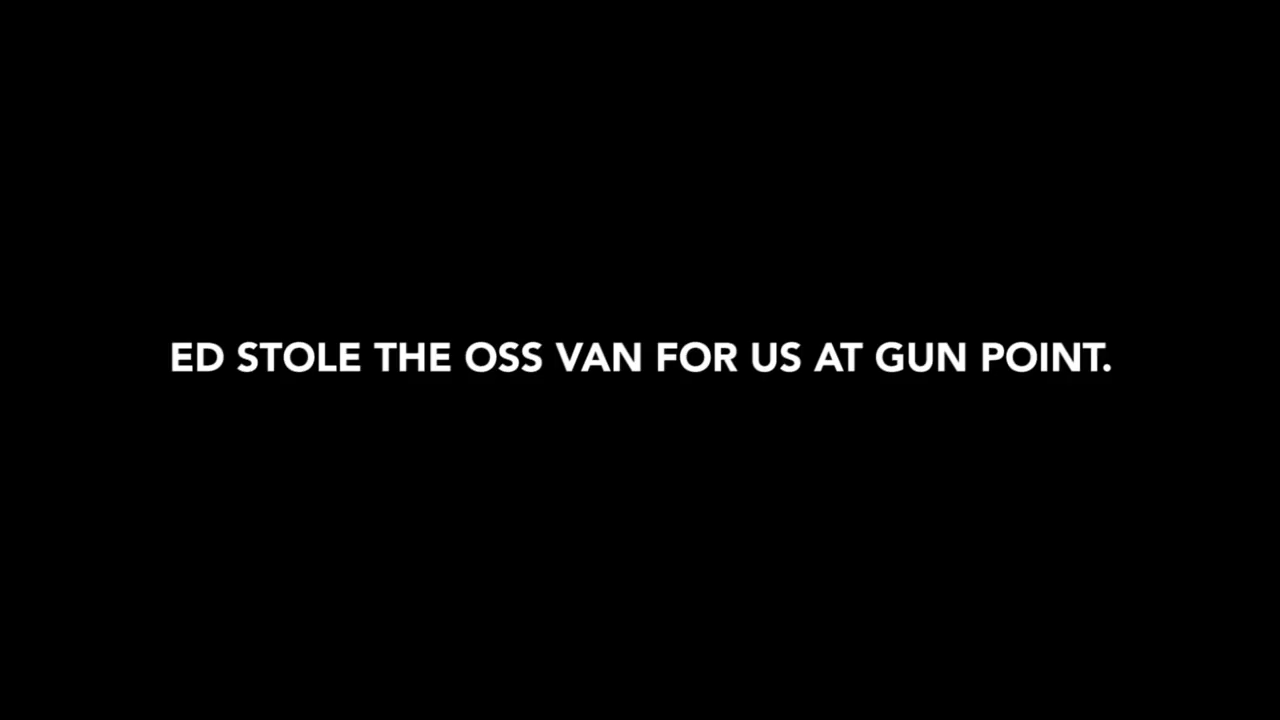 ED STOLE THE OSS VAN FOR US AT GUN POINT.